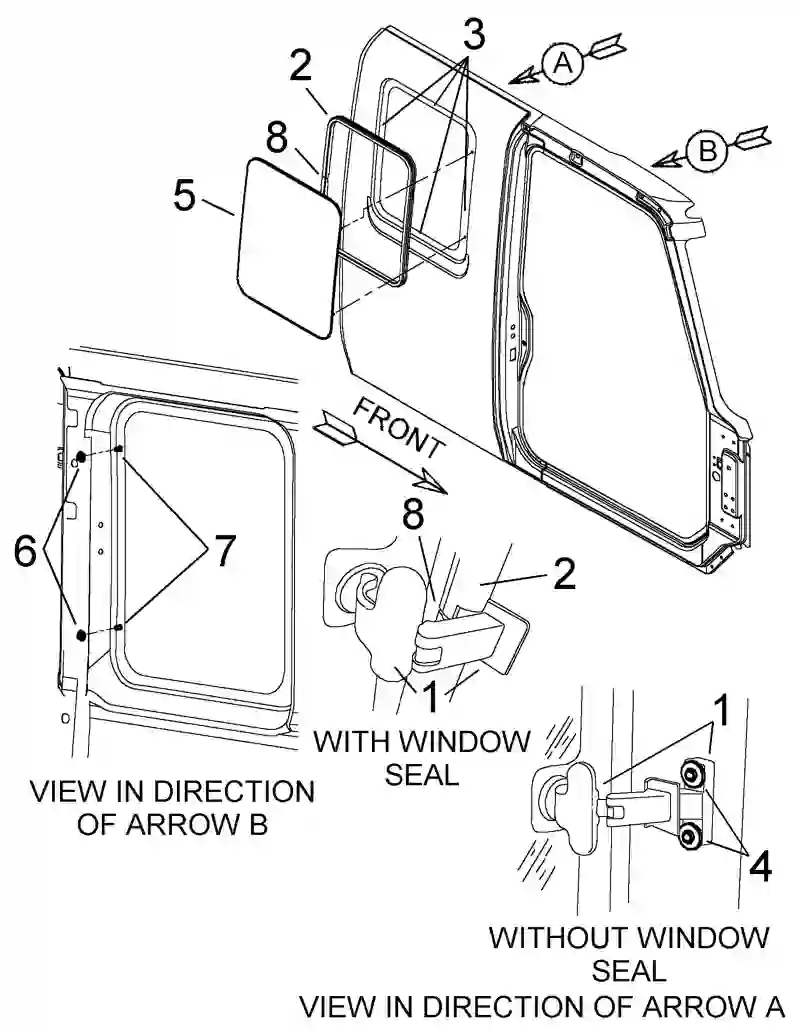 3
A
2
B
8
5
FRONT
8
6
7
2
1
WITH WINDOW
SEAL
1
VIEW IN DIRECTION
OF ARROW B
4
WITHOUT WINDOW
SEAL
VIEW IN DIRECTION OF ARROW A